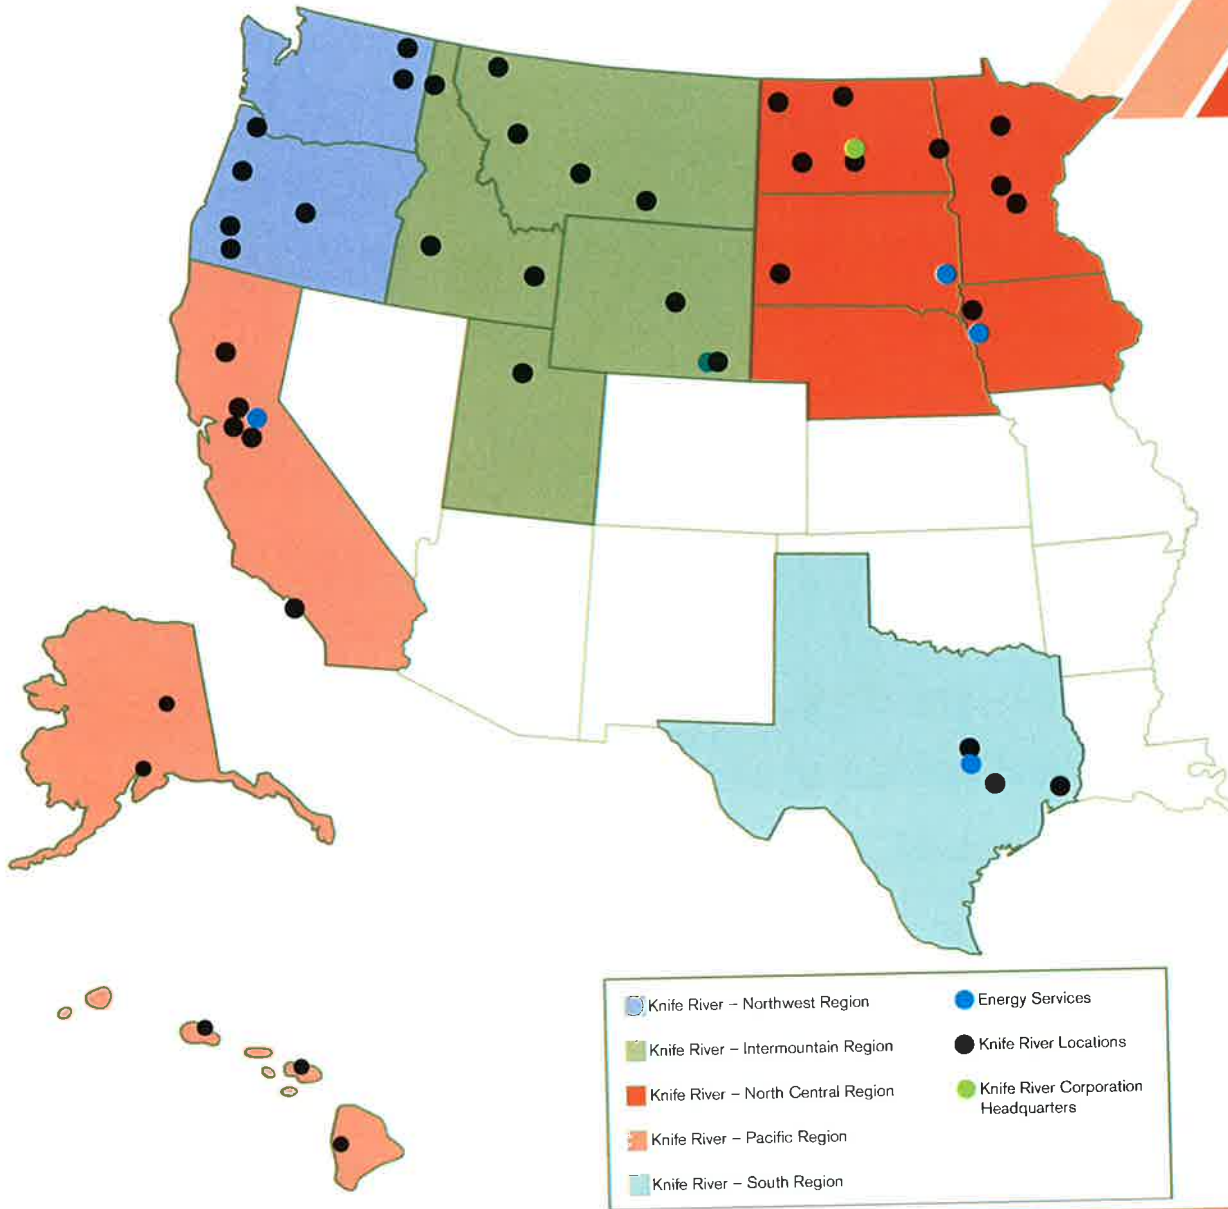 Knife River – Northwest Region
Knife River – Intermountain Region
Knife River – North Central Region
Knife River – Pacific Region
Knife River – South Region
Energy Services
Knife River Locations
Knife River Corporation
Headquarters